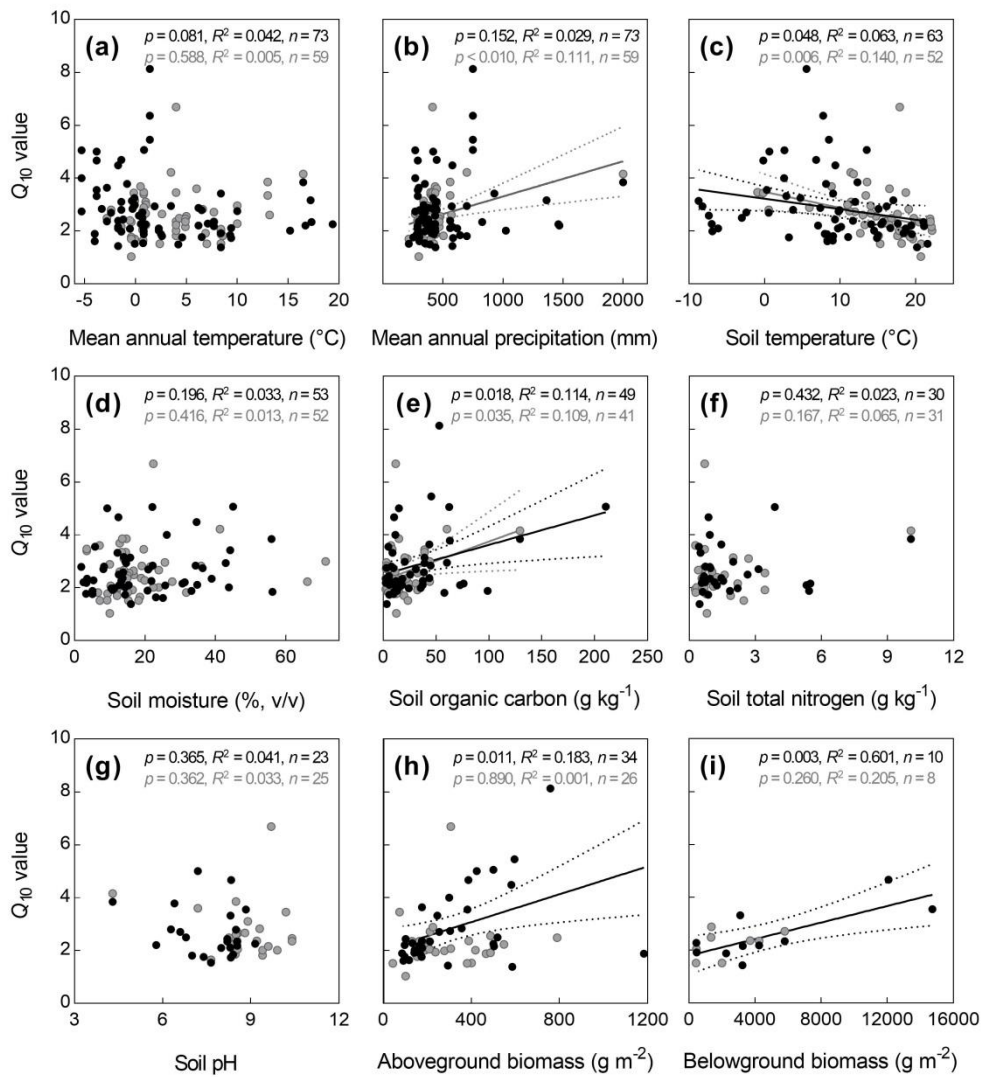 (a)
p = 0.081, R² = 0.042, n = 73
p = 0.588, R² = 0.005, n = 59
(b)
p = 0.152, R² = 0.029, n = 73
p < 0.010, R² = 0.111, n = 59
(c)
p = 0.048, R² = 0.063, n = 63
p = 0.006, R² = 0.140, n = 52
Q₁₀ value
10
8
6
4
2
0
-5 0 5 10 15 20
500 1000 1500 2000
-10 0 10 20
Mean annual temperature (°C)
Mean annual precipitation (mm)
Soil temperature (°C)
(d)
p = 0.196, R² = 0.033, n = 53
p = 0.416, R² = 0.013, n = 52
(e)
p = 0.018, R² = 0.114, n = 49
p = 0.035, R² = 0.109, n = 41
(f)
p = 0.432, R² = 0.023, n = 30
p = 0.167, R² = 0.065, n = 31
Q₁₀ value
10
8
6
4
2
0
0 20 40 60
0 50 100 150 200 250
0 3 6 9 12
Soil moisture (%, v/v)
Soil organic carbon (g kg⁻¹)
Soil total nitrogen (g kg⁻¹)
(g)
p = 0.365, R² = 0.041, n = 23
p = 0.362, R² = 0.033, n = 25
(h)
p = 0.011, R² = 0.183, n = 34
p = 0.890, R² = 0.001, n = 26
(i)
p = 0.003, R² = 0.601, n = 10
p = 0.260, R² = 0.205, n = 8
Q₁₀ value
10
8
6
4
2
0
3 6 9 12
0 400 800 1200
0 4000 8000 12000 16000
Soil pH
Aboveground biomass (g m⁻²)
Belowground biomass (g m⁻²)